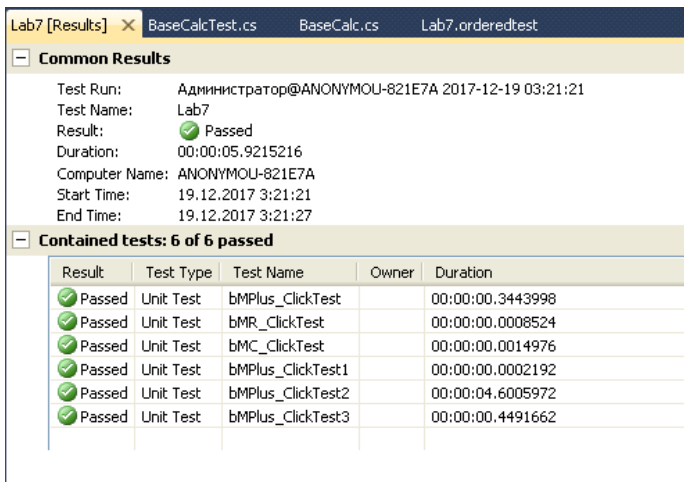 Lab7 [Results] BaseCalcTest.cs BaseCalc.cs Lab7.orderedtest
Common Results
Test Run: Администратор@ANONYMOU-821E7A 2017-12-19 03:21:21
Test Name: Lab7
Result: Passed
Duration: 00:00:05.9215216
Computer Name: ANONYMOU-821E7A
Start Time: 19.12.2017 3:21:21
End Time: 19.12.2017 3:21:27
Contained tests: 6 of 6 passed
Result Test Type Test Name Owner Duration
Passed Unit Test bMPlus_ClickTest 00:00:00.3443998
Passed Unit Test bMR_ClickTest 00:00:00.0008524
Passed Unit Test bMC_ClickTest 00:00:00.0014976
Passed Unit Test bMPlus_ClickTest1 00:00:00.0002192
Passed Unit Test bMPlus_ClickTest2 00:00:04.6005972
Passed Unit Test bMPlus_ClickTest3 00:00:00.4491662